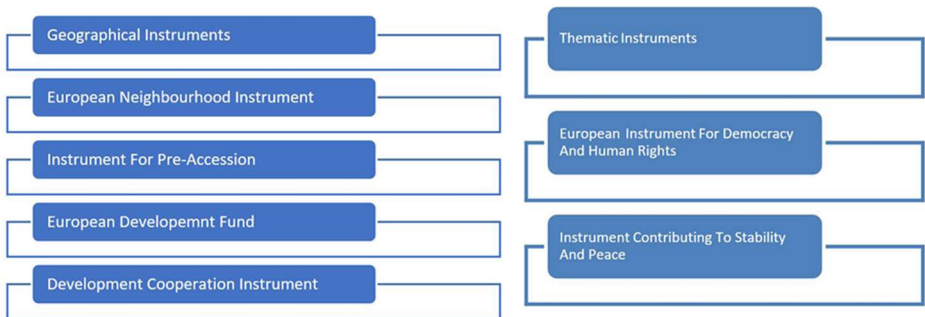 Geographical Instruments
European Neighbourhood Instrument
Instrument For Pre-Accession
European Developemnt Fund
Development Cooperation Instrument
Thematic Instruments
European Instrument For Democracy
And Human Rights
Instrument Contributing To Stability
And Peace